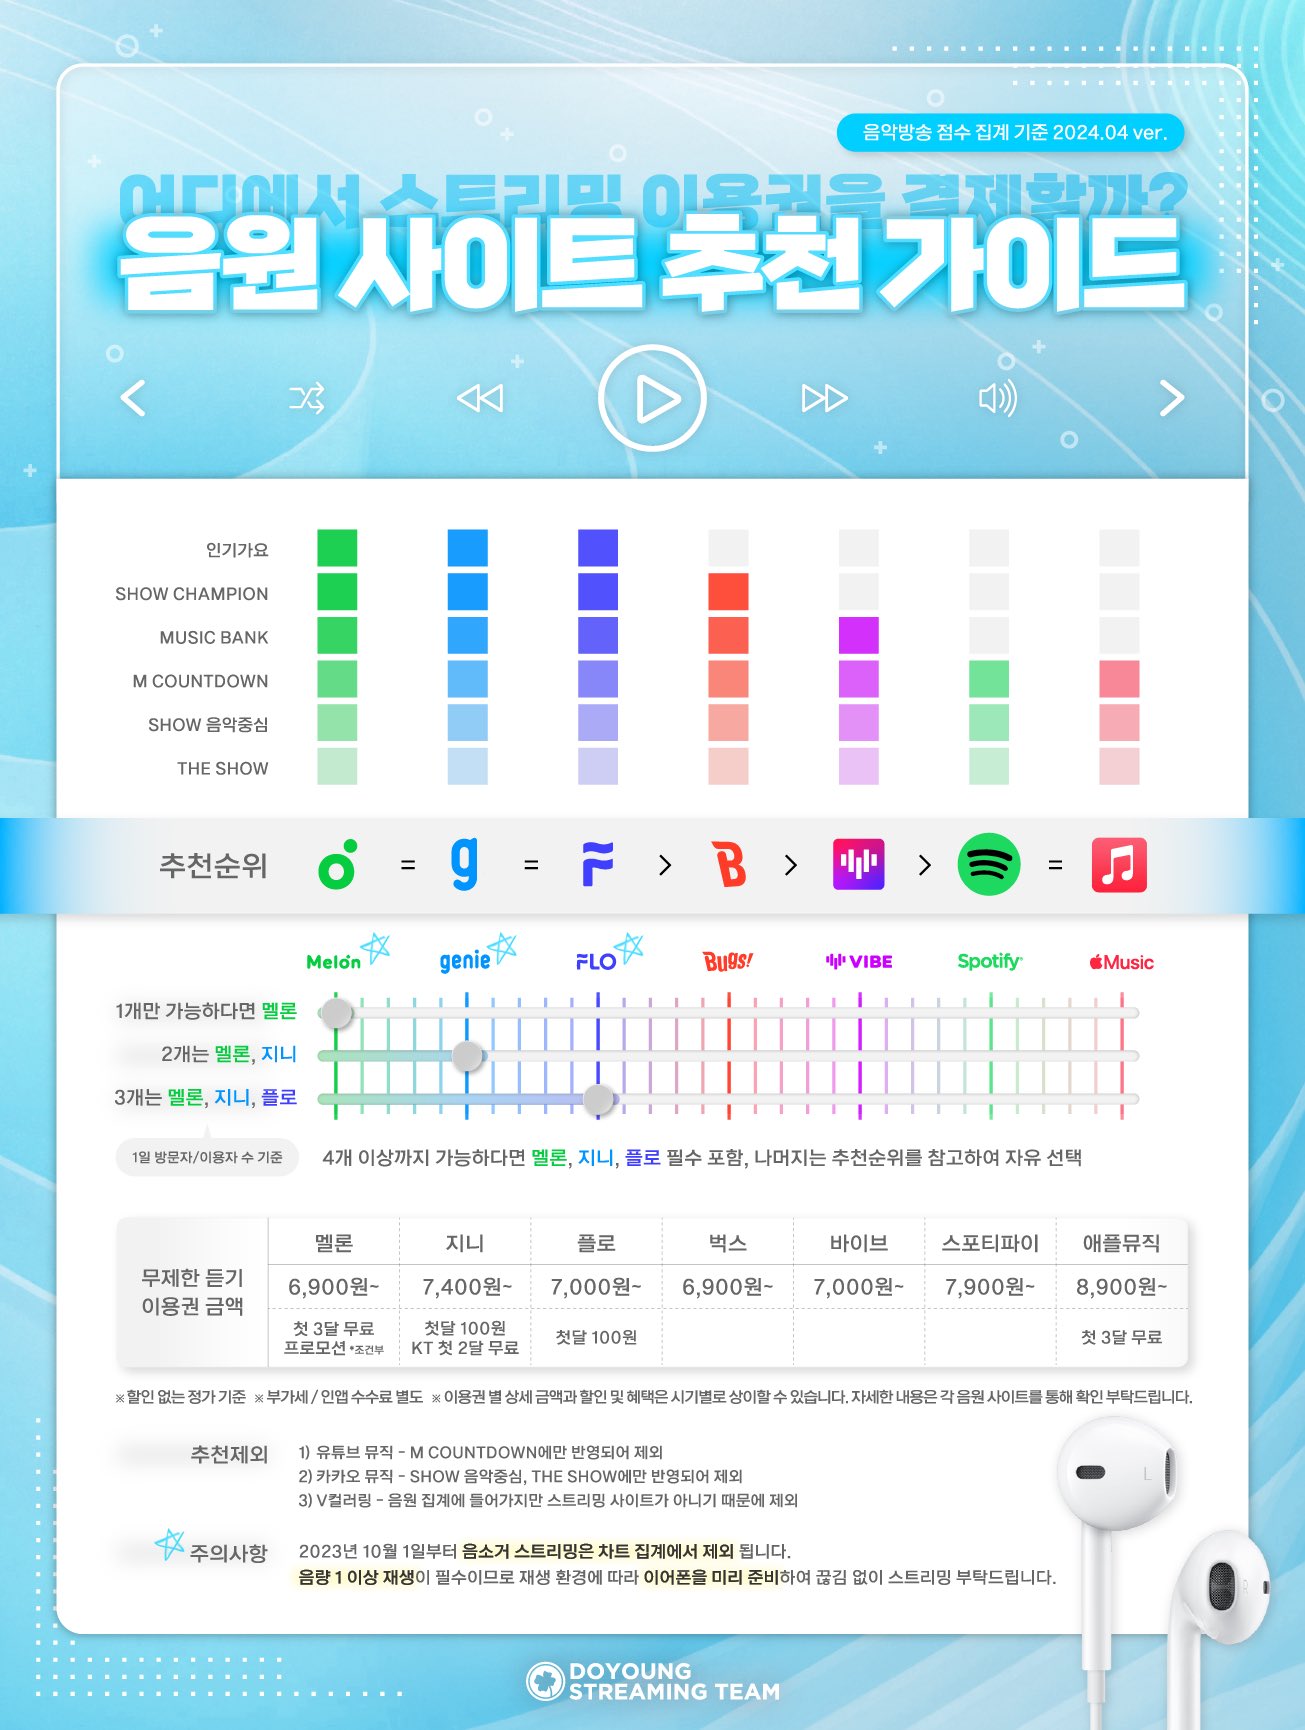 음악방송 점수 집계 기준 2024.04 ver.
어디에서 스트리밍 이용권을 결제할까?
음원 사이트 추천 가이드
인기가요
SHOW CHAMPION
MUSIC BANK
M COUNTDOWN
SHOW 음악중심
THE SHOW
추천순위 = = > > > =
Melon genie FLO Bugs! VIBE Spotify Music
1개만 가능하다면 멜론
2개는 멜론, 지니
3개는 멜론, 지니, 플로
1일 방문자/이용자 수 기준
4개 이상까지 가능하다면 멜론, 지니, 플로 필수 포함, 나머지는 추천순위를 참고하여 자유 선택
무제한 듣기
이용권 금액
멜론 지니 플로 벅스 바이브 스포티파이 애플뮤직
6,900원~ 7,400원~ 7,000원~ 6,900원~ 7,000원~ 7,900원~ 8,900원~
첫 3달 무료
프로모션 *조건부
첫달 100원
KT 첫 2달 무료
첫달 100원
첫 3달 무료
※ 할인 없는 정가 기준 ※ 부가세 / 인앱 수수료 별도 ※ 이용권 별 상세 금액과 할인 및 혜택은 시기별로 상이할 수 있습니다. 자세한 내용은 각 음원 사이트를 통해 확인 부탁드립니다.
추천제외
1) 유튜브 뮤직 - M COUNTDOWN에만 반영되어 제외
2) 카카오 뮤직 - SHOW 음악중심, THE SHOW에만 반영되어 제외
3) V컬러링 - 음원 집계에 들어가지만 스트리밍 사이트가 아니기 때문에 제외
주의사항
2023년 10월 1일부터 음소거 스트리밍은 차트 집계에서 제외 됩니다.
음량 1 이상 재생이 필수이므로 재생 환경에 따라 이어폰을 미리 준비하여 끊김 없이 스트리밍 부탁드립니다.
L
R
DOYOUNG
STREAMING TEAM